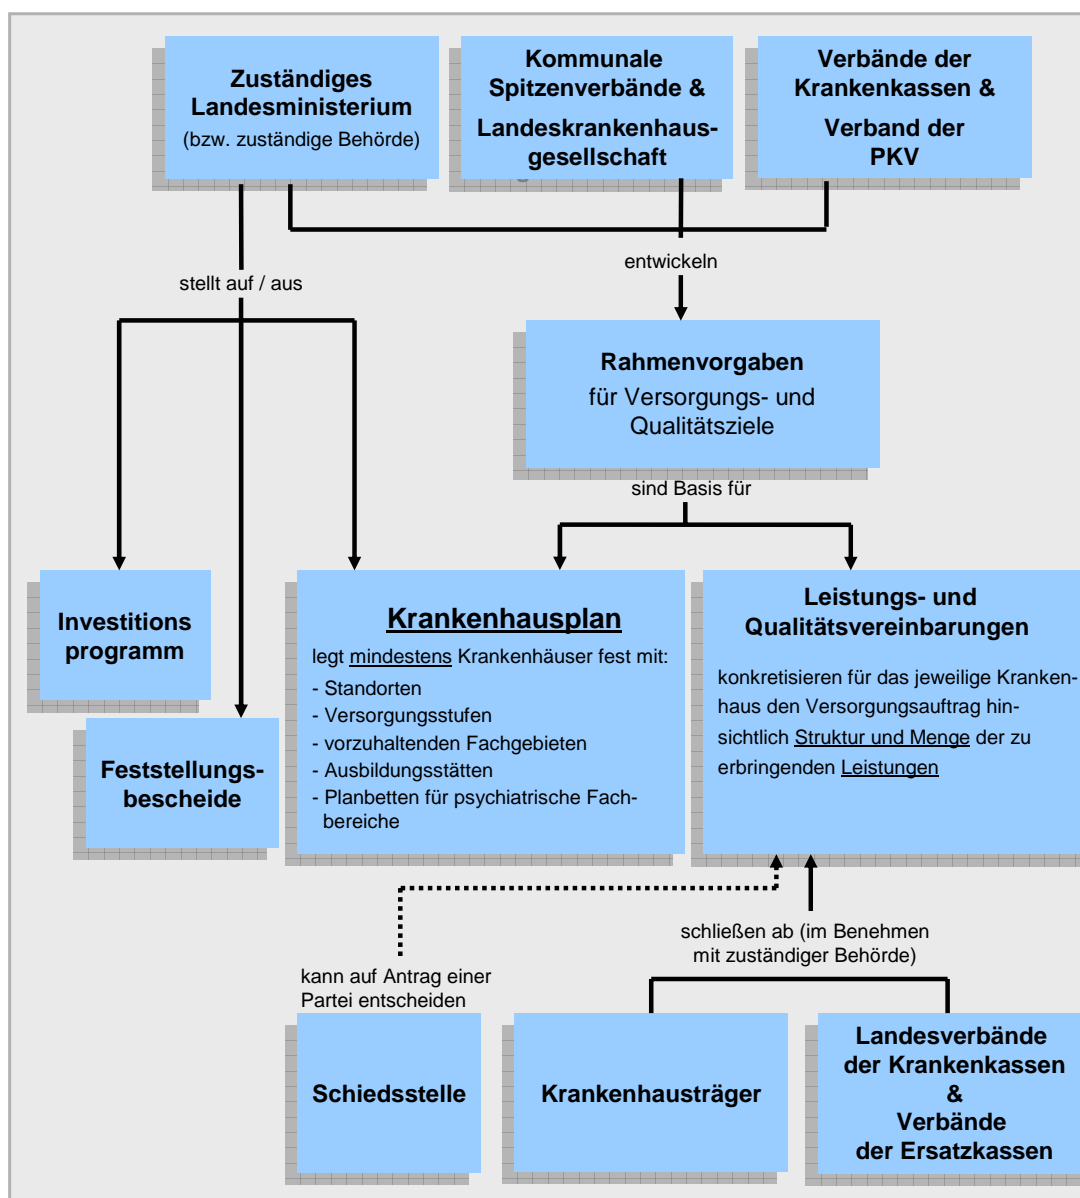 Zuständiges
Landesministerium
(bzw. zuständige Behörde)
Kommunale
Spitzenverbände &
Landeskrankenhaus-
gesellschaft
Verbände der
Krankenkassen &
Verband der
PKV
stellt auf / aus
entwickeln
Rahmenvorgaben
für Versorgungs- und
Qualitätsziele
sind Basis für
Investitions
programm
Feststellungs-
bescheide
Krankenhausplan
legt mindestens Krankenhäuser fest mit:
- Standorten
- Versorgungsstufen
- vorzuhaltenden Fachgebieten
- Ausbildungsstätten
- Planbetten für psychiatrische Fach-
bereiche
Leistungs- und
Qualitätsvereinbarungen
konkretisieren für das jeweilige Kranken-
haus den Versorgungsauftrag hin-
sichtlich Struktur und Menge der zu
erbringenden Leistungen
schließen ab (im Benehmen
mit zuständiger Behörde)
kann auf Antrag einer
Partei entscheiden
Schiedsstelle
Krankenhausträger
Landesverbände
der Krankenkassen
&
Verbände
der Ersatzkassen